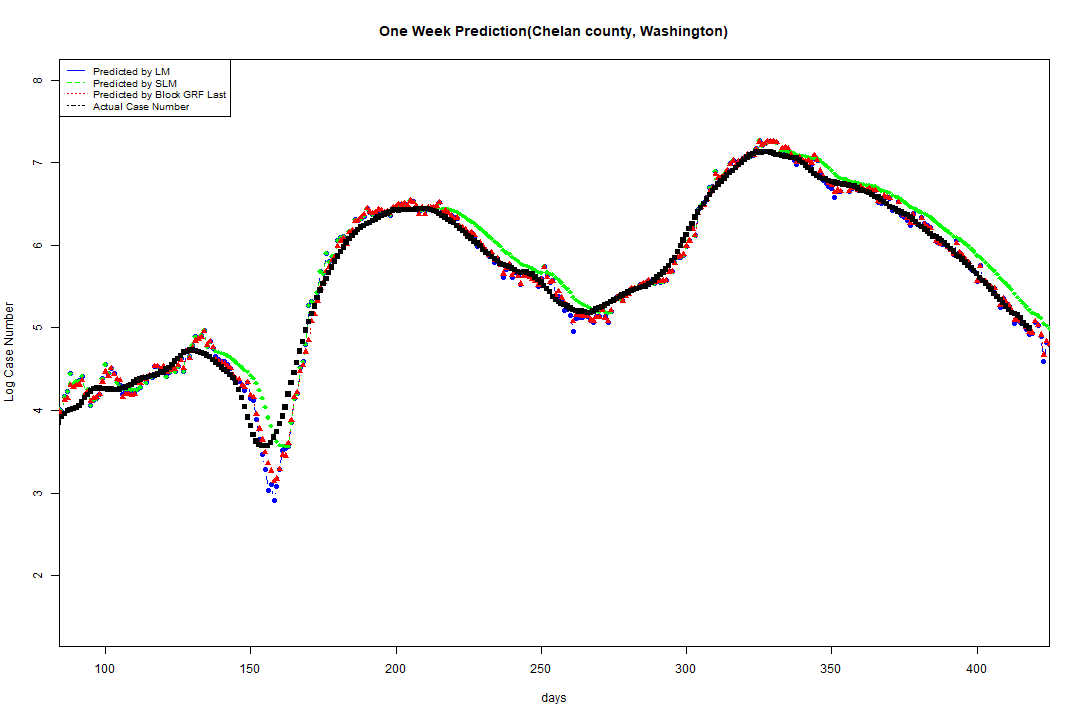 One Week Prediction(Chelan county, Washington)
Predicted by LM
Predicted by SLM
Predicted by Block GRF Last
Actual Case Number
8
7
6
5
4
3
2
Log Case Number
100 150 200 250 300 350 400
days